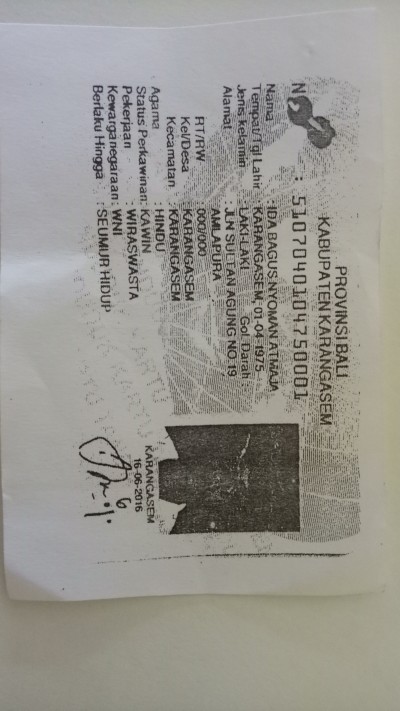 PROVINSI BALI
KABUPATEN KARANGASEM
N : 5107040104750001
Nama : IDA BAGUS NYOMAN ATMAJA
Tempat/Tgl Lahir : KARANGASEM, 01-04-1975
Jenis kelamin : LAKI-LAKI Gol. Darah
Alamat : JLN SULTAN AGUNG NO 19
AMLAPURA
RT/RW : 000/000
Kel/Desa : KARANGASEM
Kecamatan : KARANGASEM
Agama : HINDU
Status Perkawinan: KAWIN
Pekerjaan : WIRASWASTA
Kewarganegaraan: WNI
Berlaku Hingga : SEUMUR HIDUP
KARANGASEM
16-06-2016